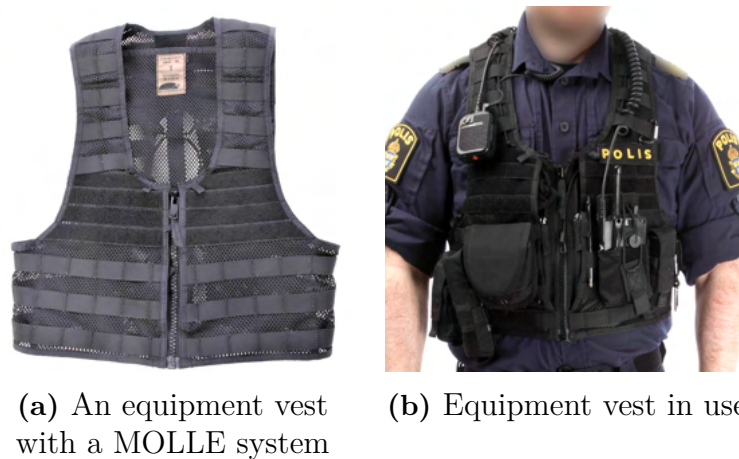 POLIS
POLIS
POLIS
(a) An equipment vest
with a MOLLE system
(b) Equipment vest in use